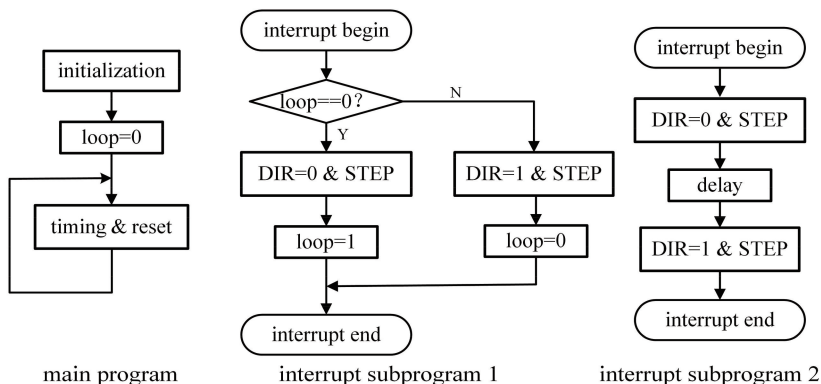 initialization
loop=0
timing & reset
main program
interrupt begin
loop==0?
N
Y
DIR=0 & STEP
DIR=1 & STEP
loop=1
loop=0
interrupt end
interrupt subprogram 1
interrupt begin
DIR=0 & STEP
delay
DIR=1 & STEP
interrupt end
interrupt subprogram 2